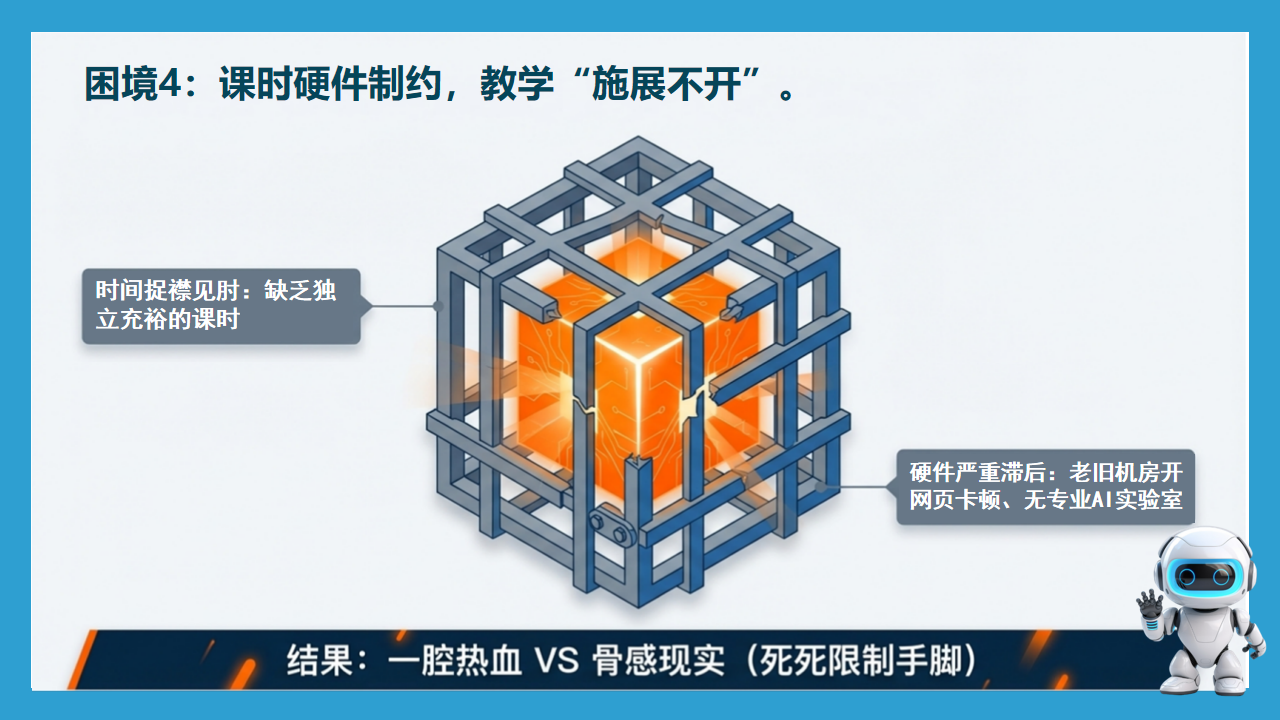 困境4：课时硬件制约，教学“施展不开”。
时间捉襟见肘：缺乏独
立充裕的课时
硬件严重滞后：老旧机房开
网页卡顿、无专业AI实验室
结果：一腔热血 VS 骨感现实（死死限制手脚）